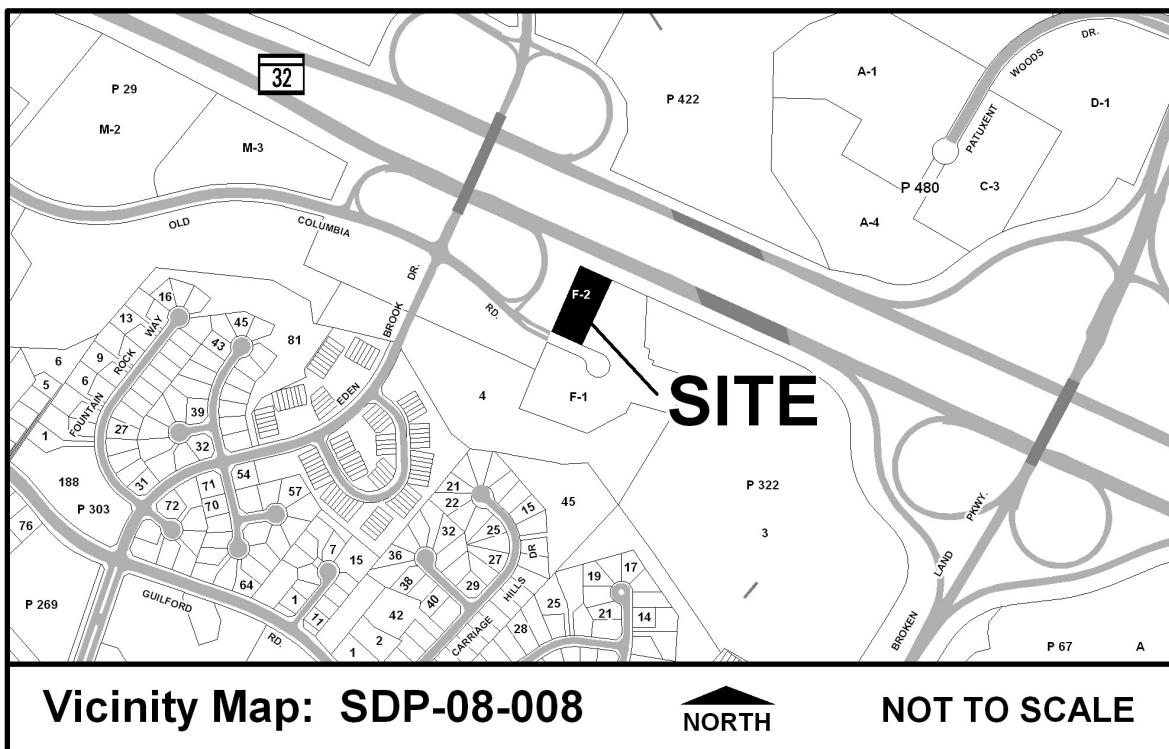 32
P 29
M-2
M-3
P 422
A-1
WOODS DR.
D-1
PATUXENT
P 480
C-3
A-4
OLD COLUMBIA RD.
BROOK DR.
F-2
SITE
F-1
4
16
13
WAY
45
43
81
6
9
ROCK
5
6
FOUNTAIN
39
EDEN
1
27
32
188
31
54
71
57
70
72
P 303
76
64
7
15
1
11
GUILFORD RD.
P 269
21
22
15
45
32
25
36
27
DR
38
29
HILLS
40
42
CARRIAGE
2
1
28
25
19
17
21
14
P 322
3
PKWY.
LAND
BROKEN
P 67
A
Vicinity Map: SDP-08-008
NORTH
NOT TO SCALE